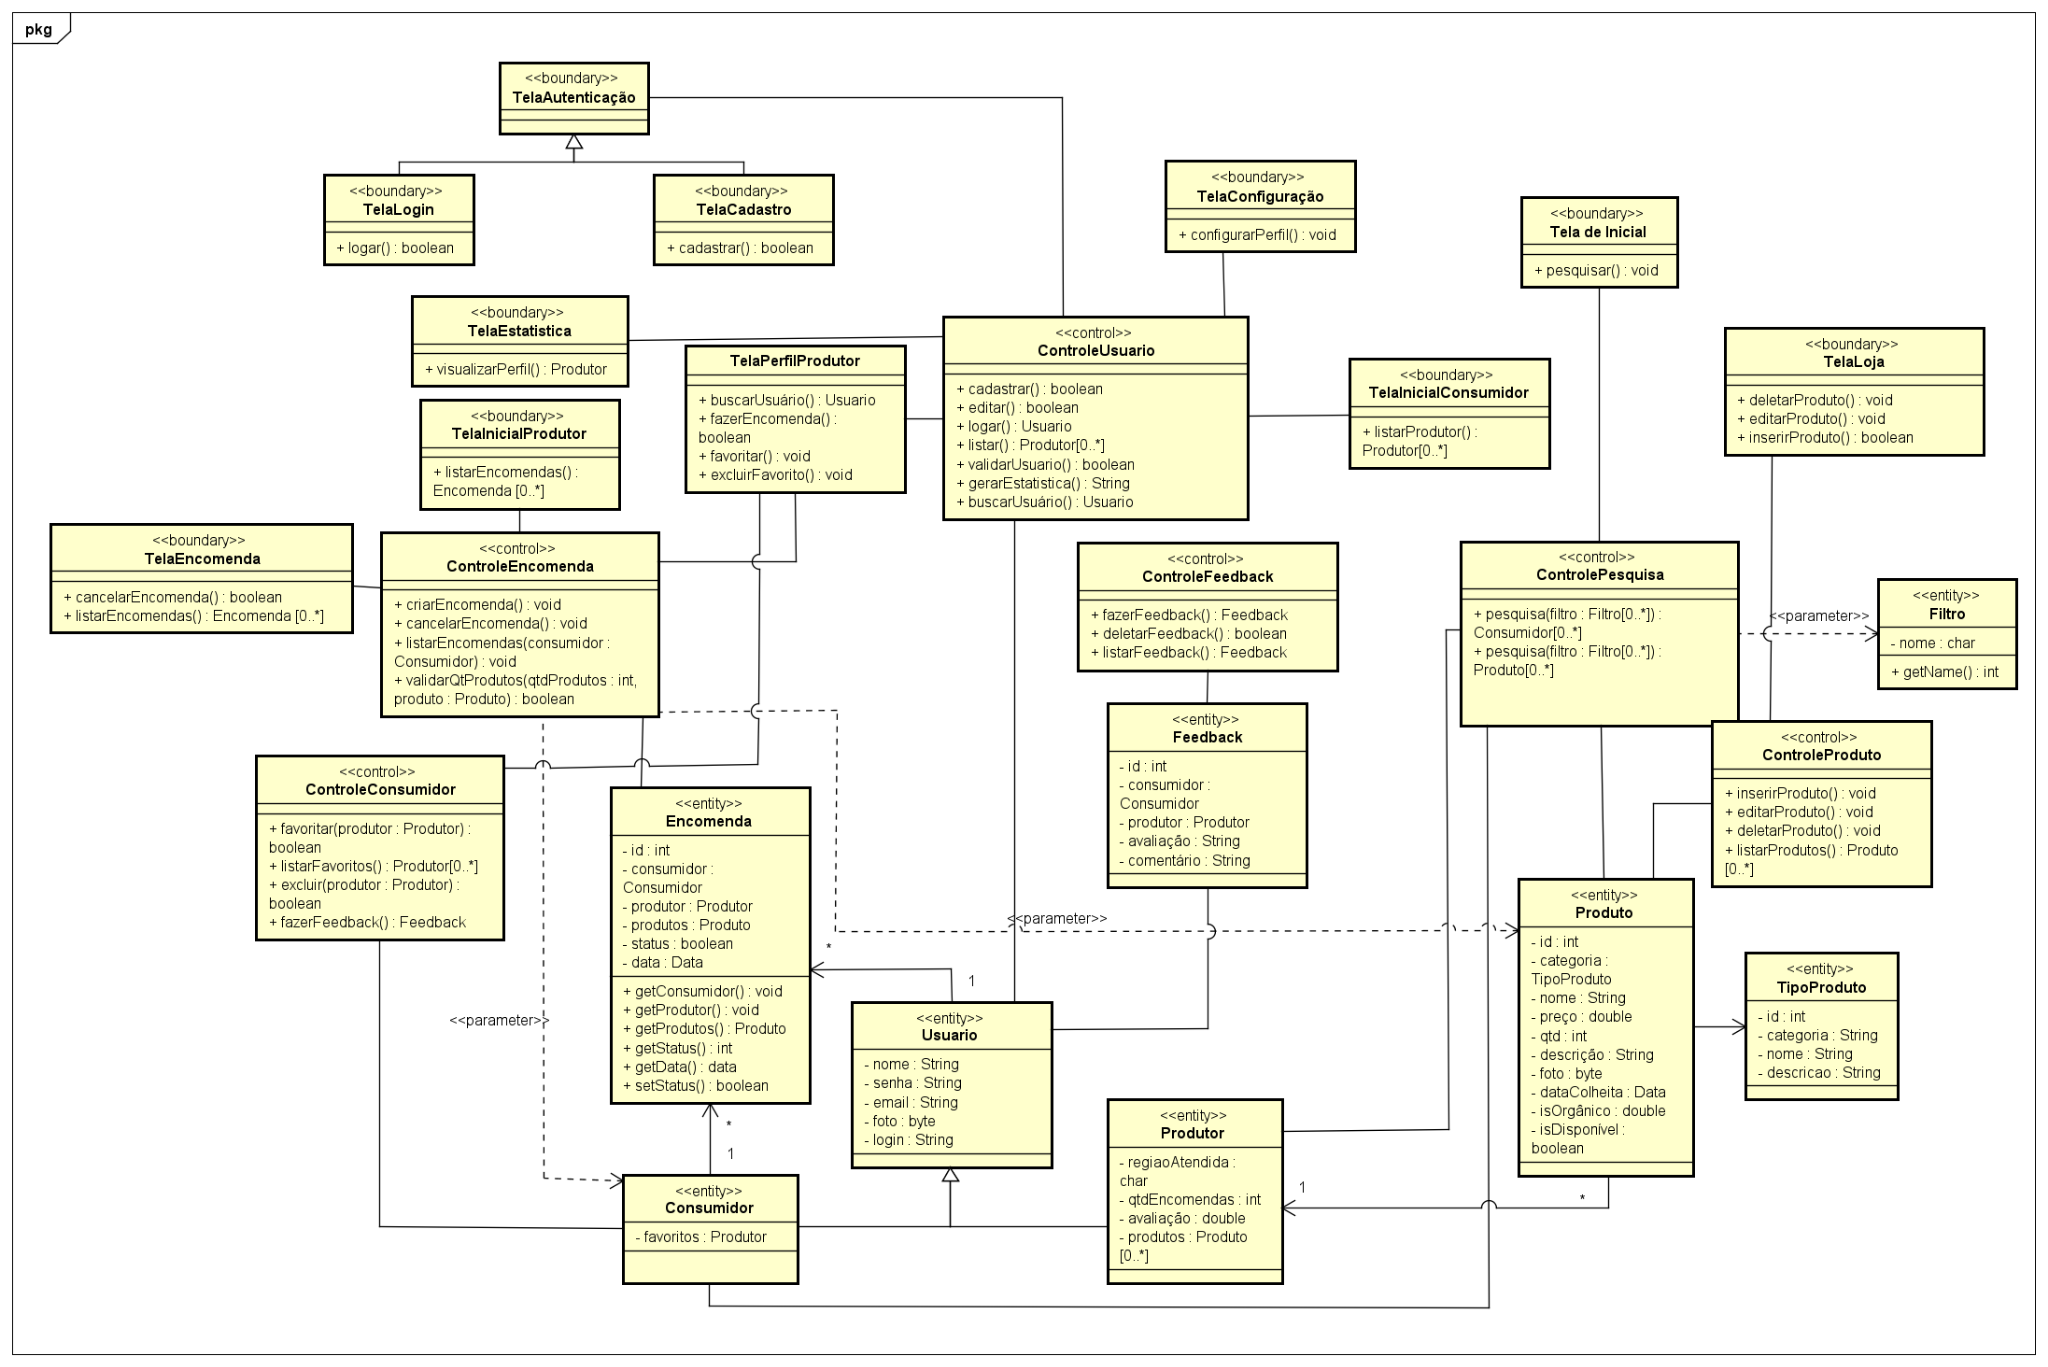 pkg
<<boundary>>
TelaAutenticação
<<boundary>>
TelaLogin
+ logar() : boolean
<<boundary>>
TelaCadastro
+ cadastrar() : boolean
<<boundary>>
TelaConfiguração
+ configurarPerfil() : void
<<boundary>>
Tela de Inicial
+ pesquisar() : void
<<boundary>>
TelaEstatistica
+ visualizarPerfil() : Produtor
TelaPerfilProdutor
+ buscarUsuário() : Usuario
+ fazerEncomenda() :
boolean
+ favoritar() : void
+ excluirFavorito() : void
<<control>>
ControleUsuario
+ cadastrar() : boolean
+ editar() : boolean
+ logar() : Usuario
+ listar() : Produtor[0..*]
+ validarUsuario() : boolean
+ gerarEstatistica() : String
+ buscarUsuário() : Usuario
<<boundary>>
TelaInicialConsumidor
+ listarProdutor() :
Produtor[0..*]
<<boundary>>
TelaLoja
+ deletarProduto() : void
+ editarProduto() : void
+ inserirProduto() : boolean
<<boundary>>
TelaInicialProdutor
+ listarEncomendas() :
Encomenda [0..*]
<<boundary>>
TelaEncomenda
+ cancelarEncomenda() : boolean
+ listarEncomendas() : Encomenda [0..*]
<<control>>
ControleEncomenda
+ criarEncomenda() : void
+ cancelarEncomenda() : void
+ listarEncomendas(consumidor :
Consumidor) : void
+ validarQtProdutos(qtdProdutos : int,
produto : Produto) : boolean
<<control>>
ControleFeedback
+ fazerFeedback() : Feedback
+ deletarFeedback() : boolean
+ listarFeedback() : Feedback
<<control>>
ControlePesquisa
+ pesquisa(filtro : Filtro[0..*]) :
Consumidor[0..*]
+ pesquisa(filtro : Filtro[0..*]) :
Produto[0..*]
<<parameter>>
<<entity>>
Filtro
- nome : char
+ getName() : int
<<entity>>
Feedback
- id : int
- consumidor :
Consumidor
- produtor : Produtor
- avaliação : String
- comentário : String
<<control>>
ControleProduto
+ inserirProduto() : void
+ editarProduto() : void
+ deletarProduto() : void
+ listarProdutos() : Produto
[0..*]
<<control>>
ControleConsumidor
+ favoritar(produtor : Produtor) :
boolean
+ listarFavoritos() : Produtor[0..*]
+ excluir(produtor : Produtor) :
boolean
+ fazerFeedback() : Feedback
<<entity>>
Encomenda
- id : int
- consumidor :
Consumidor
- produtor : Produtor
- produtos : Produto
- status : boolean
- data : Data
+ getConsumidor() : void
+ getProdutor() : void
+ getProdutos() : Produto
+ getStatus() : int
+ getData() : data
+ setStatus() : boolean
<<parameter>>
*
1
<<entity>>
Produto
- id : int
- categoria :
TipoProduto
- nome : String
- preço : double
- qtd : int
- descrição : String
- foto : byte
- dataColheita : Data
- isOrgânico : double
- isDisponível :
boolean
<<entity>>
TipoProduto
- id : int
- categoria : String
- nome : String
- descricao : String
<<parameter>>
<<entity>>
Usuario
- nome : String
- senha : String
- email : String
- foto : byte
- login : String
*
1
<<entity>>
Produtor
- regiaoAtendida :
char
- qtdEncomendas : int
- avaliação : double
- produtos : Produto
[0..*]
1
*
<<entity>>
Consumidor
- favoritos : Produtor